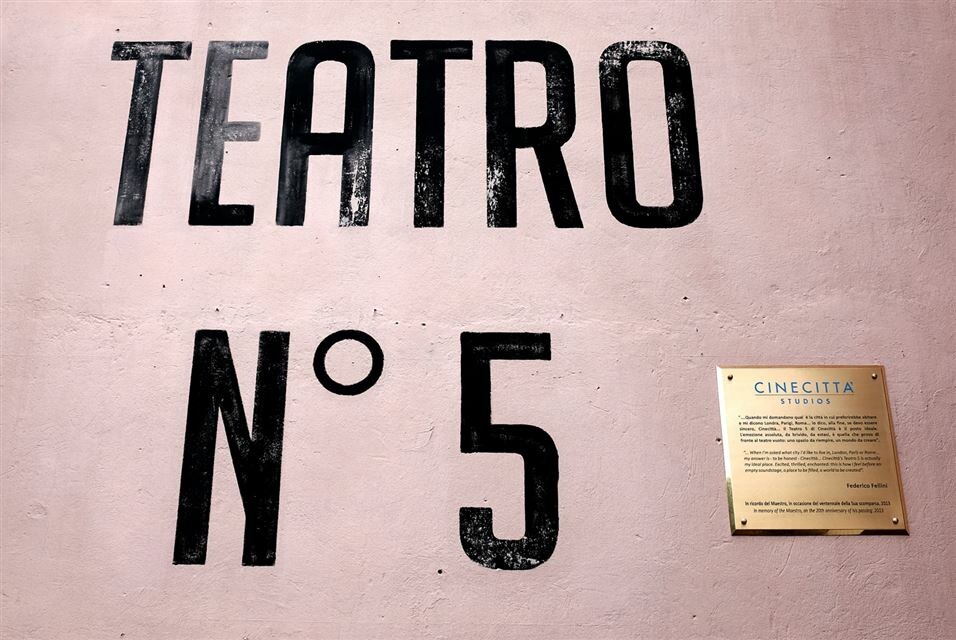 TEATRO
N° 5
CINECITTÀ
STUDIOS
"...Quando mi domandano qual è la città in cui preferirebbe abitare,
e mi dicono Londra, Parigi, Roma... io dico, alla fine, se devo essere
sincero, Cinecittà... il Teatro 5 di Cinecittà è il posto ideale.
L'emozione assoluta, da brivido, da estasi, è quella che provo di
fronte al teatro vuoto: uno spazio da riempire, un mondo da creare".
"... When I'm asked what city I'd like to live in, London, Paris or Rome...
my answer is - to be honest - Cinecittà... Cinecittà's Teatro 5 is actually
my ideal place. Excited, thrilled, enchanted: this is how I feel before an
empty soundstage, a place to be filled, a world to be created".
Federico Fellini
In ricordo del Maestro, in occasione del ventennale della Sua scomparsa, 2013
In memory of the Maestro, on the 20th anniversary of his passing, 2013